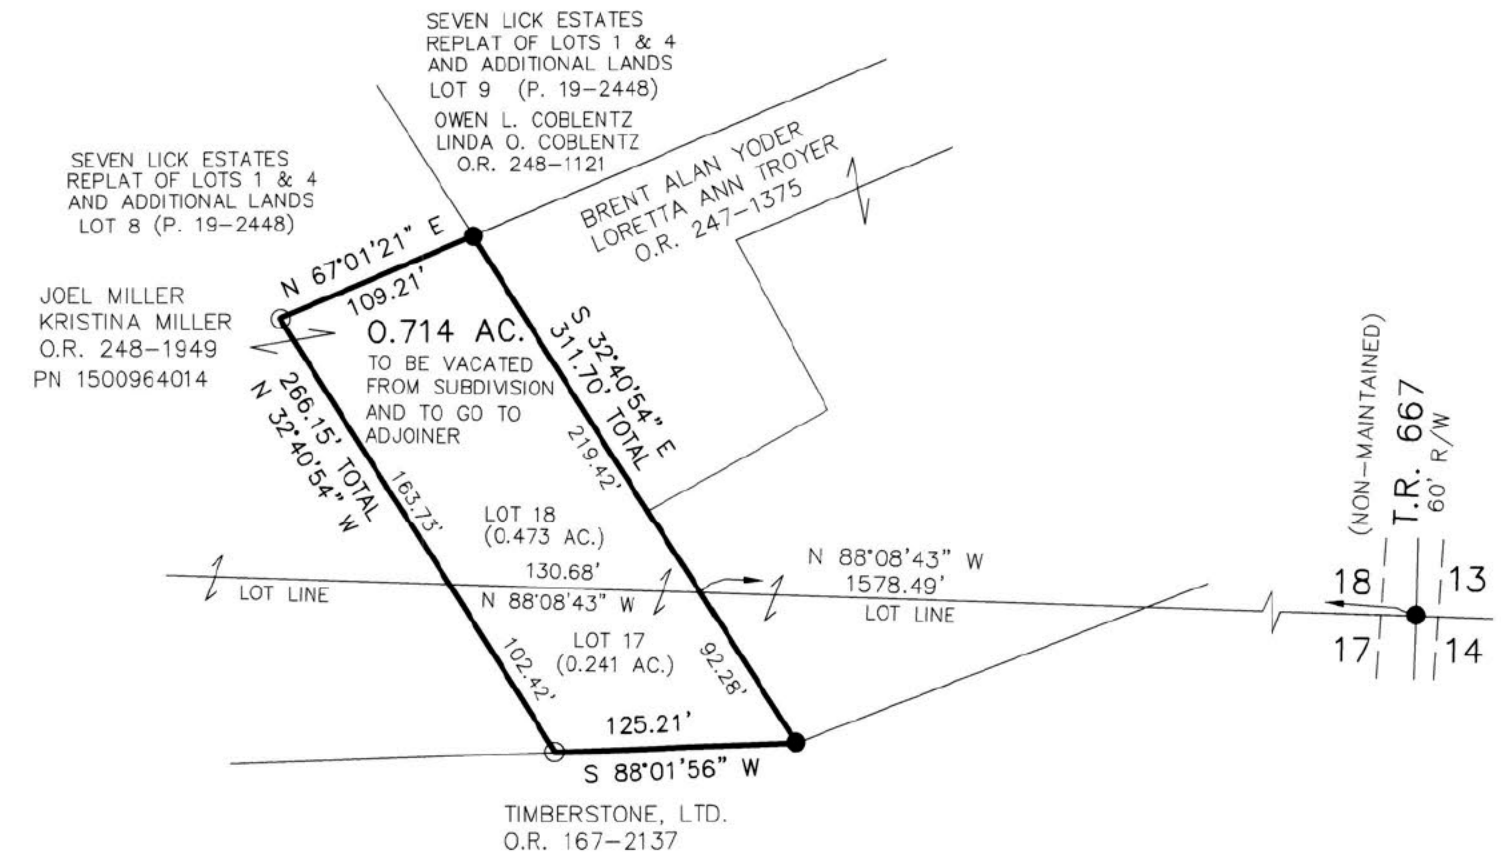 SEVEN LICK ESTATES
REPLAT OF LOTS 1 & 4
AND ADDITIONAL LANDS
LOT 9 (P. 19-2448)
OWEN L. COBLENTZ
LINDA O. COBLENTZ
O.R. 248-1121
SEVEN LICK ESTATES
REPLAT OF LOTS 1 & 4
AND ADDITIONAL LANDS
LOT 8 (P. 19-2448)
BRENT ALAN YODER
LORETTA ANN TROYER
O.R. 247-1375
N 67°01'21" E
109.21'
JOEL MILLER
KRISTINA MILLER
O.R. 248-1949
PN 1500964014
0.714 AC.
TO BE VACATED
FROM SUBDIVISION
AND TO GO TO
ADJOINER
S 32°40'54" E
311.70' TOTAL
219.42'
266.15' TOTAL
N 32°40'54" W
163.73'
LOT 18
(0.473 AC.)
130.68'
N 88°08'43" W
LOT LINE
N 88°08'43" W
1578.49'
LOT LINE
(NON-MAINTAINED)
T.R. 667
60' R/W
18
13
17
14
LOT 17
(0.241 AC.)
102.42'
92.28'
125.21'
S 88°01'56" W
TIMBERSTONE, LTD.
O.R. 167-2137